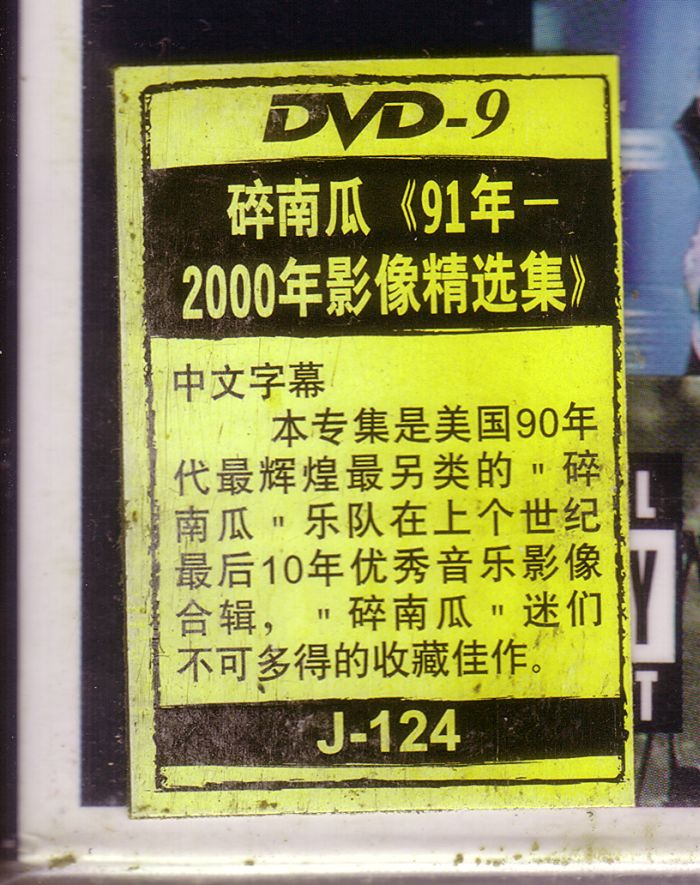 DVD-9
碎南瓜《91年－
2000年影像精选集》
中文字幕
本专集是美国90年
代最辉煌最另类的"碎
南瓜"乐队在上个世纪
最后10年优秀音乐影像
合辑，"碎南瓜"迷们
不可多得的收藏佳作。
J-124
L
Y
T